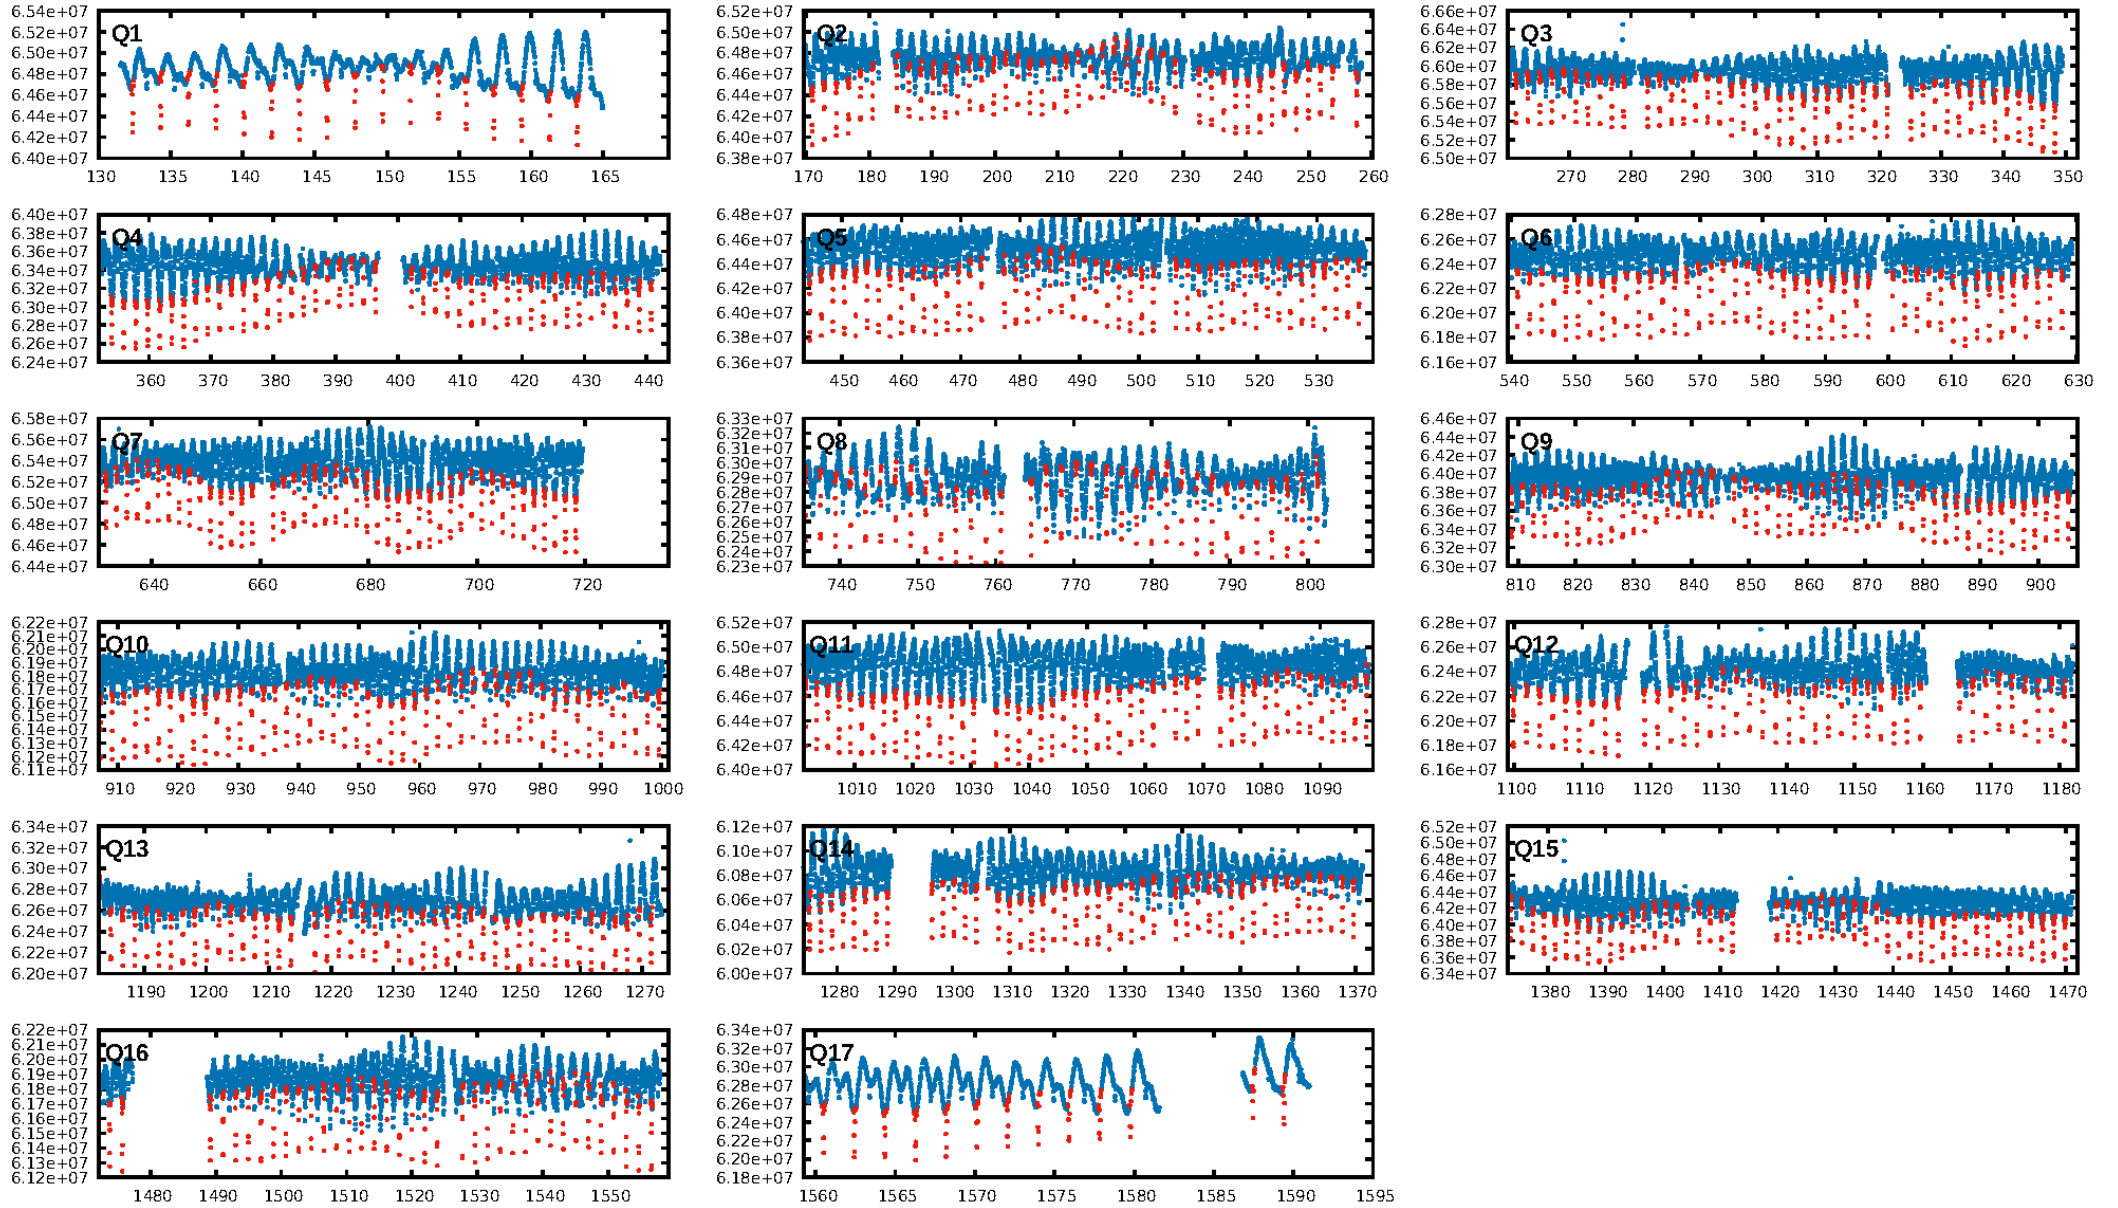 6.54e+07 6.52e+07 6.50e+07 6.48e+07 6.46e+07 6.44e+07 6.42e+07 6.40e+07
Q1
130 135 140 145 150 155 160 165
6.52e+07 6.50e+07 6.48e+07 6.46e+07 6.44e+07 6.42e+07 6.40e+07 6.38e+07
Q2
170 180 190 200 210 220 230 240 250 260
6.66e+07 6.64e+07 6.62e+07 6.60e+07 6.58e+07 6.56e+07 6.54e+07 6.52e+07 6.50e+07
Q3
270 280 290 300 310 320 330 340 350
6.40e+07 6.38e+07 6.36e+07 6.34e+07 6.32e+07 6.30e+07 6.28e+07 6.26e+07 6.24e+07
Q4
360 370 380 390 400 410 420 430 440
6.48e+07 6.46e+07 6.44e+07 6.42e+07 6.40e+07 6.38e+07 6.36e+07
Q5
450 460 470 480 490 500 510 520 530
6.28e+07 6.26e+07 6.24e+07 6.22e+07 6.20e+07 6.18e+07 6.16e+07
Q6
540 550 560 570 580 590 600 610 620 630
6.58e+07 6.56e+07 6.54e+07 6.52e+07 6.50e+07 6.48e+07 6.46e+07 6.44e+07
Q7
640 660 680 700 720
6.33e+07 6.32e+07 6.31e+07 6.30e+07 6.29e+07 6.28e+07 6.27e+07 6.26e+07 6.25e+07 6.24e+07 6.23e+07
Q8
740 750 760 770 780 790 800
6.46e+07 6.44e+07 6.42e+07 6.40e+07 6.38e+07 6.36e+07 6.34e+07 6.32e+07 6.30e+07
Q9
810 820 830 840 850 860 870 880 890 900
6.22e+07 6.21e+07 6.20e+07 6.19e+07 6.18e+07 6.17e+07 6.16e+07 6.15e+07 6.14e+07 6.13e+07 6.12e+07 6.11e+07
Q10
910 920 930 940 950 960 970 980 990 1000
6.52e+07 6.50e+07 6.48e+07 6.46e+07 6.44e+07 6.42e+07 6.40e+07
Q11
1010 1020 1030 1040 1050 1060 1070 1080 1090
6.28e+07 6.26e+07 6.24e+07 6.22e+07 6.20e+07 6.18e+07 6.16e+07
Q12
1100 1110 1120 1130 1140 1150 1160 1170 1180
6.34e+07 6.32e+07 6.30e+07 6.28e+07 6.26e+07 6.24e+07 6.22e+07 6.20e+07
Q13
1190 1200 1210 1220 1230 1240 1250 1260 1270
6.12e+07 6.10e+07 6.08e+07 6.06e+07 6.04e+07 6.02e+07 6.00e+07
Q14
1280 1290 1300 1310 1320 1330 1340 1350 1360 1370
6.52e+07 6.50e+07 6.48e+07 6.46e+07 6.44e+07 6.42e+07 6.40e+07 6.38e+07 6.36e+07 6.34e+07
Q15
1380 1390 1400 1410 1420 1430 1440 1450 1460 1470
6.22e+07 6.21e+07 6.20e+07 6.19e+07 6.18e+07 6.17e+07 6.16e+07 6.15e+07 6.14e+07 6.13e+07 6.12e+07
Q16
1480 1490 1500 1510 1520 1530 1540 1550
6.34e+07 6.32e+07 6.30e+07 6.28e+07 6.26e+07 6.24e+07 6.22e+07 6.20e+07 6.18e+07
Q17
1560 1565 1570 1575 1580 1585 1590 1595